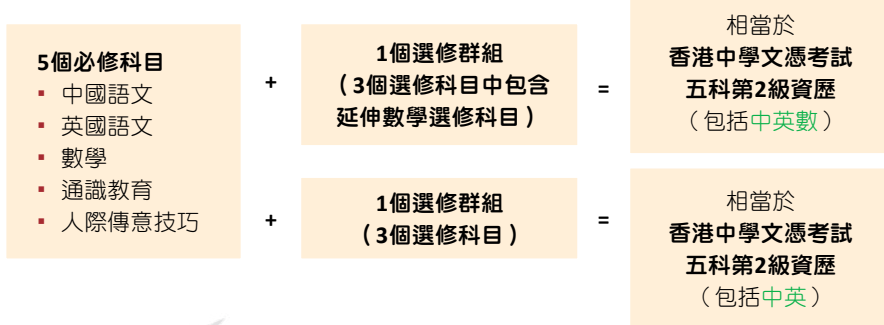 5個必修科目
▪ 中國語文
▪ 英國語文
▪ 數學
▪ 通識教育
▪ 人際傳意技巧
+
1個選修群組
（3個選修科目中包含
延伸數學選修科目）
=
相當於
香港中學文憑考試
五科第2級資歷
（包括中英數）
+
1個選修群組
（3個選修科目）
=
相當於
香港中學文憑考試
五科第2級資歷
（包括中英）